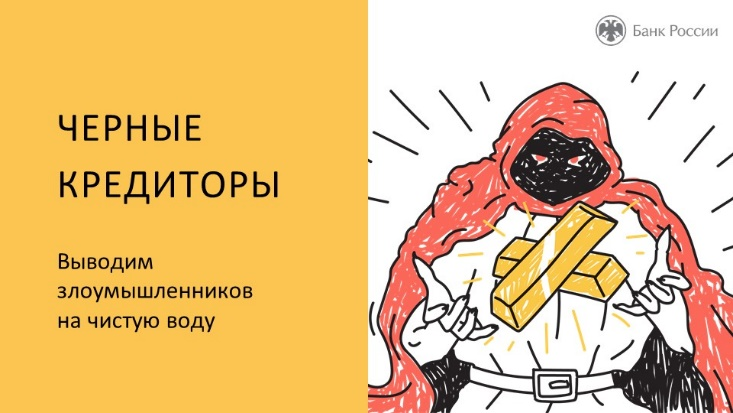 Банк России
ЧЕРНЫЕ
КРЕДИТОРЫ
Выводим
злоумышленников
на чистую воду